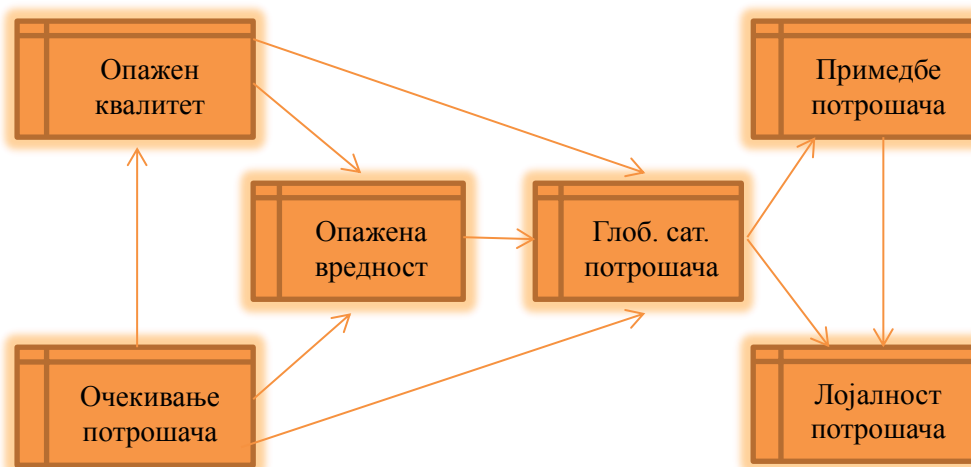 Опажен
квалитет
Примедбе
потрошача
Опажена
вредност
Глоб. сат.
потрошача
Очекивање
потрошача
Лојалност
потрошача